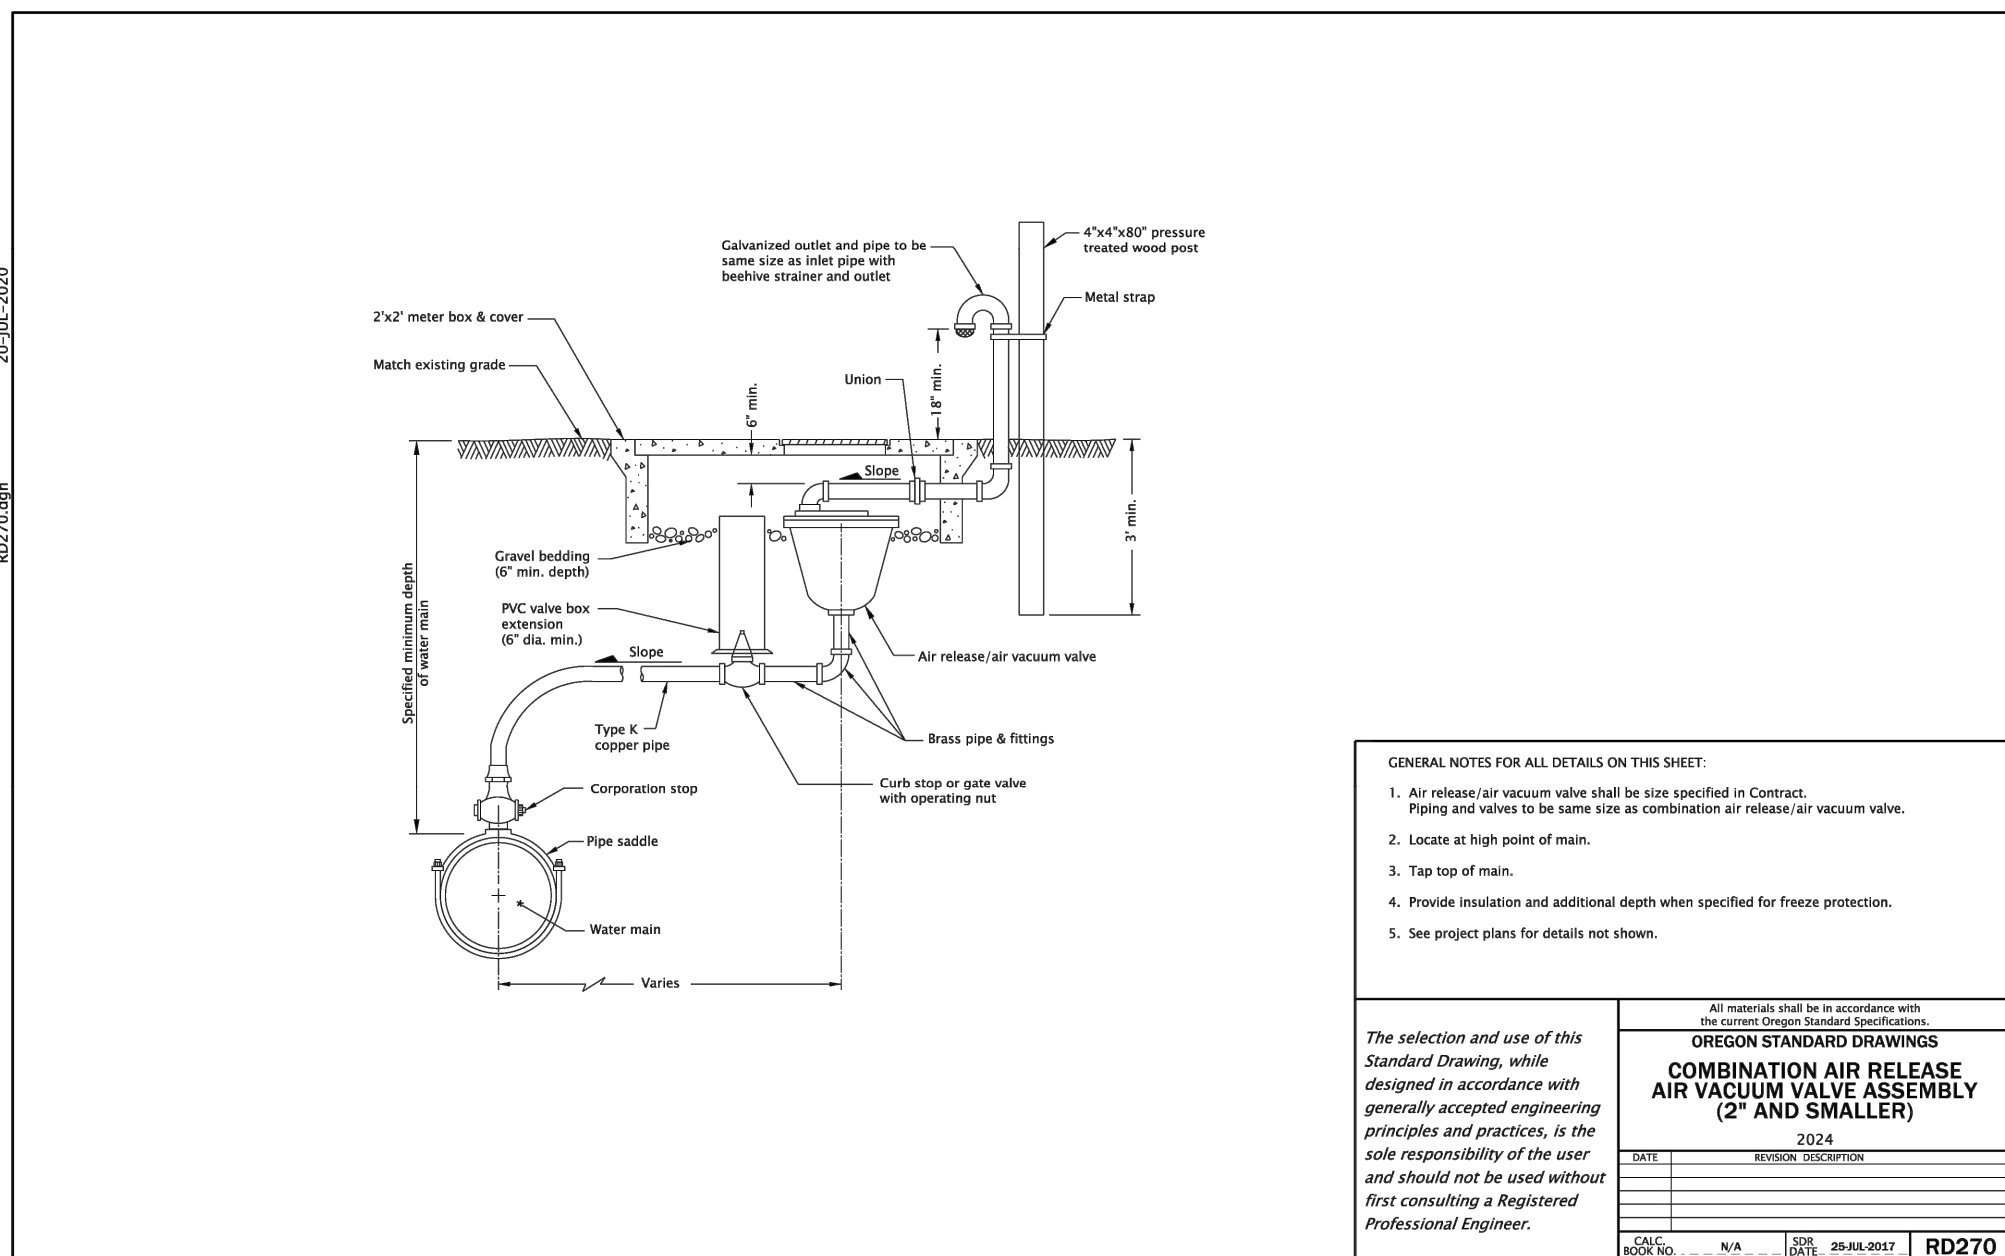 20-JUL-2020
RD270.dgn
Galvanized outlet and pipe to be
same size as inlet pipe with
beehive strainer and outlet
4"x4"x80" pressure
treated wood post
Metal strap
2'x2' meter box & cover
Match existing grade
Union
6" min.
18" min.
Slope
3' min.
Gravel bedding
(6" min. depth)
PVC valve box
extension
(6" dia. min.)
Specified minimum depth
of water main
Slope
Air release/air vacuum valve
Type K
copper pipe
Brass pipe & fittings
Curb stop or gate valve
with operating nut
Corporation stop
Pipe saddle
Water main
Varies
GENERAL NOTES FOR ALL DETAILS ON THIS SHEET:
1. Air release/air vacuum valve shall be size specified in Contract.
Piping and valves to be same size as combination air release/air vacuum valve.
2. Locate at high point of main.
3. Tap top of main.
4. Provide insulation and additional depth when specified for freeze protection.
5. See project plans for details not shown.
The selection and use of this
Standard Drawing, while
designed in accordance with
generally accepted engineering
principles and practices, is the
sole responsibility of the user
and should not be used without
first consulting a Registered
Professional Engineer.
All materials shall be in accordance with
the current Oregon Standard Specifications.
OREGON STANDARD DRAWINGS
COMBINATION AIR RELEASE
AIR VACUUM VALVE ASSEMBLY
(2" AND SMALLER)
2024
DATE REVISION DESCRIPTION
CALC.
BOOK NO. N/A
SDR
DATE 25-JUL-2017
RD270